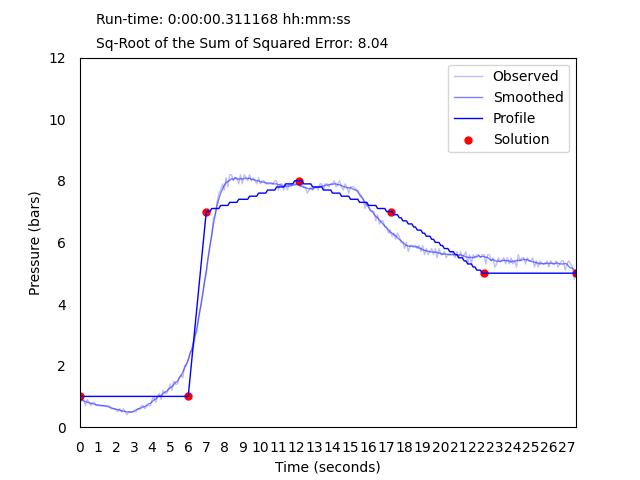 Run-time: 0:00:00.311168 hh:mm:ss
Sq-Root of the Sum of Squared Error: 8.04
12
10
8
6
4
2
0
Pressure (bars)
Observed
Smoothed
Profile
Solution
0 1 2 3 4 5 6 7 8 9 10 11 12 13 14 15 16 17 18 19 20 21 22 23 24 25 26 27
Time (seconds)